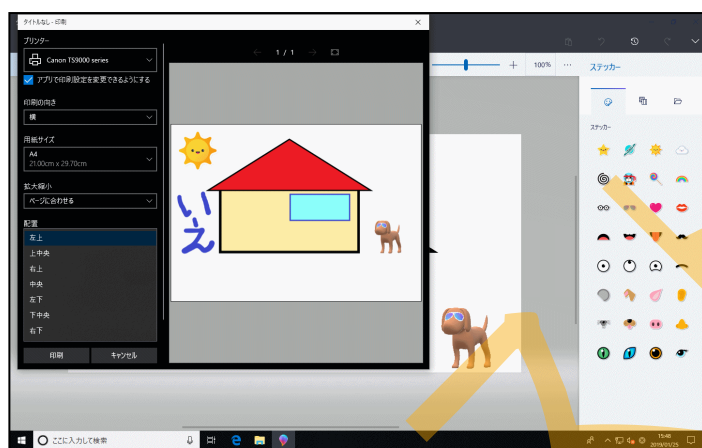 タイトルなし - 印刷
プリンター
Canon TS9000 series
アプリで印刷設定を変更できるようにする
印刷の向き
横
用紙サイズ
A4
21.00cm x 29.70cm
拡大縮小
ページに合わせる
配置
左上
上中央
右上
中央
左下
下中央
右下
印刷
キャンセル
1 / 1
いえ
100%
ステッカー
ステッカー
ここに入力して検索
15:48
2019/01/25